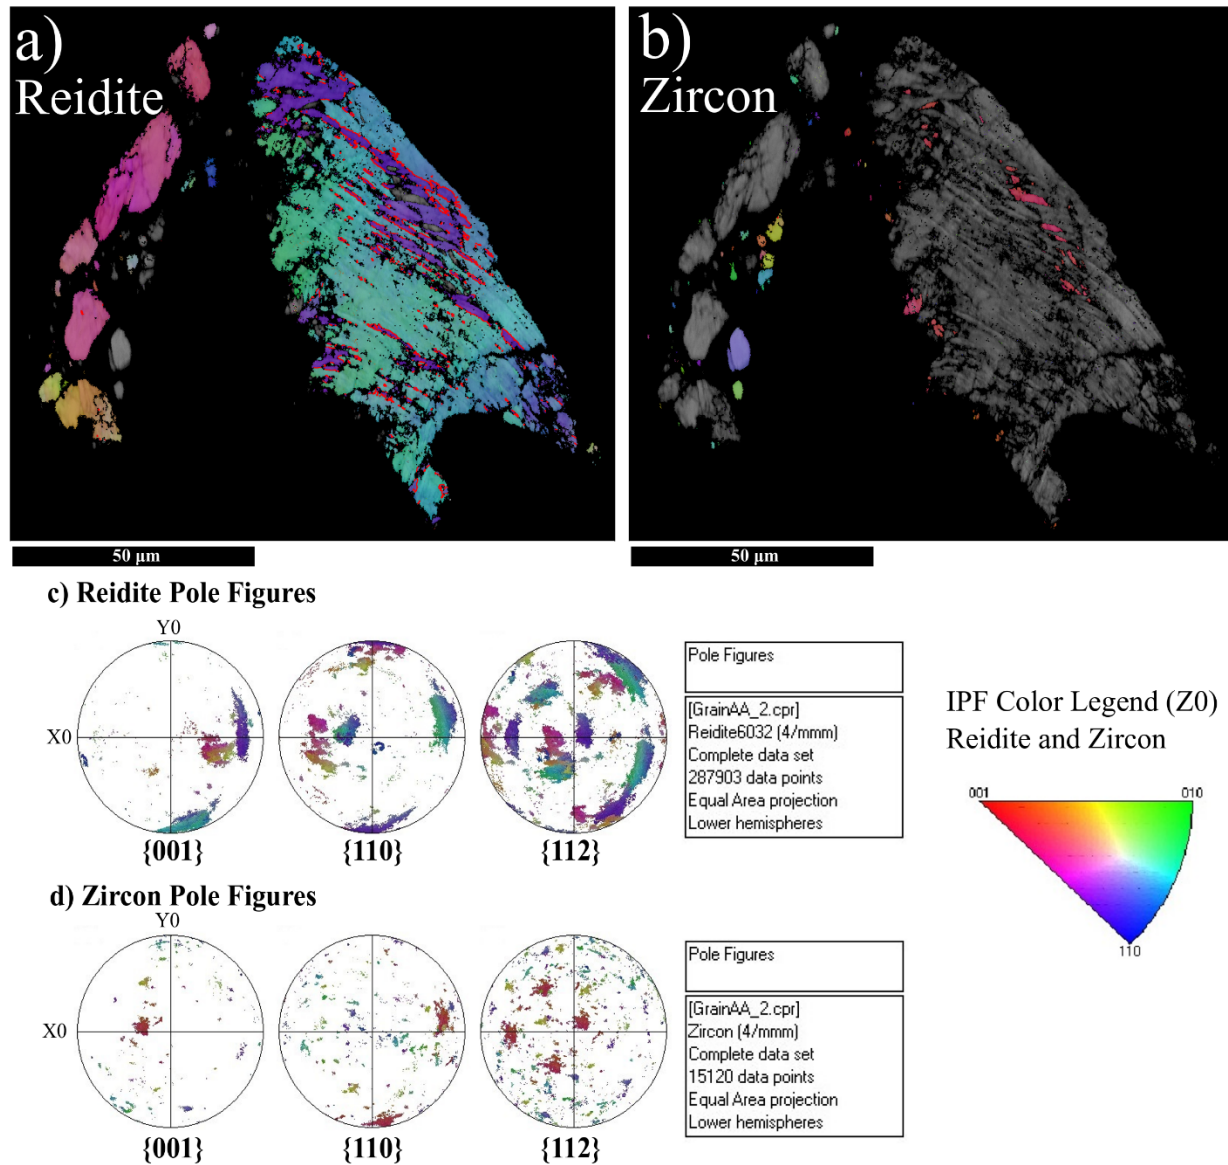 a)
Reidite
b)
Zircon
50 μm
50 μm
c) Reidite Pole Figures
Y0
X0
{001}
{110}
{112}
Pole Figures
[GrainAA_2.cpr]
Reidite6032 (4/mmm)
Complete data set
287903 data points
Equal Area projection
Lower hemispheres
IPF Color Legend (Z0)
Reidite and Zircon
001
010
110
d) Zircon Pole Figures
Y0
X0
{001}
{110}
{112}
Pole Figures
[GrainAA_2.cpr]
Zircon (4/mmm)
Complete data set
15120 data points
Equal Area projection
Lower hemispheres